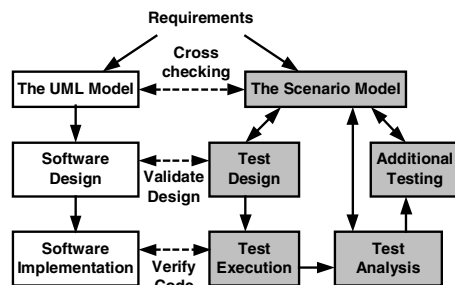 Requirements
Cross
checking
The UML Model
The Scenario Model
Software
Design
Validate
Design
Test
Design
Additional
Testing
Software
Implementation
Verify
Code
Test
Execution
Test
Analysis